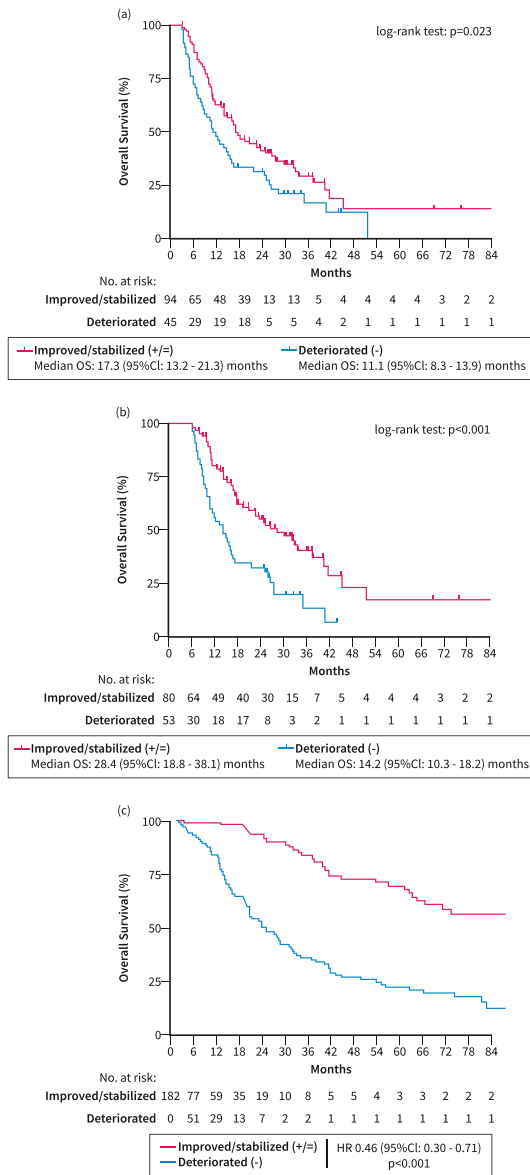 (a)
log-rank test: p=0.023
Overall Survival (%)
100
75
50
25
0
0 6 12 18 24 30 36 42 48 54 60 66 72 78 84
Months
No. at risk:
Improved/stabilized 94 65 48 39 13 13 5 4 4 4 4 3 2 2
Deteriorated 45 29 19 18 5 5 4 2 1 1 1 1 1 1
Improved/stabilized (+/=)
Median OS: 17.3 (95%Cl: 13.2 - 21.3) months
Deteriorated (-)
Median OS: 11.1 (95%Cl: 8.3 - 13.9) months
(b)
log-rank test: p<0.001
Overall Survival (%)
100
75
50
25
0
0 6 12 18 24 30 36 42 48 54 60 66 72 78 84
Months
No. at risk:
Improved/stabilized 80 64 49 40 30 15 7 5 4 4 4 3 2 2
Deteriorated 53 30 18 17 8 3 2 1 1 1 1 1 1 1
Improved/stabilized (+/=)
Median OS: 28.4 (95%Cl: 18.8 - 38.1) months
Deteriorated (-)
Median OS: 14.2 (95%Cl: 10.3 - 18.2) months
(c)
Overall Survival (%)
100
75
50
25
0
0 6 12 18 24 30 36 42 48 54 60 66 72 78 84
Months
No. at risk:
Improved/stabilized 182 77 59 35 19 10 8 5 5 4 3 3 2 2 2
Deteriorated 0 51 29 13 7 2 2 1 1 1 1 1 1 1 1
Improved/stabilized (+/=)
Deteriorated (-)
HR 0.46 (95%Cl: 0.30 - 0.71)
p<0.001